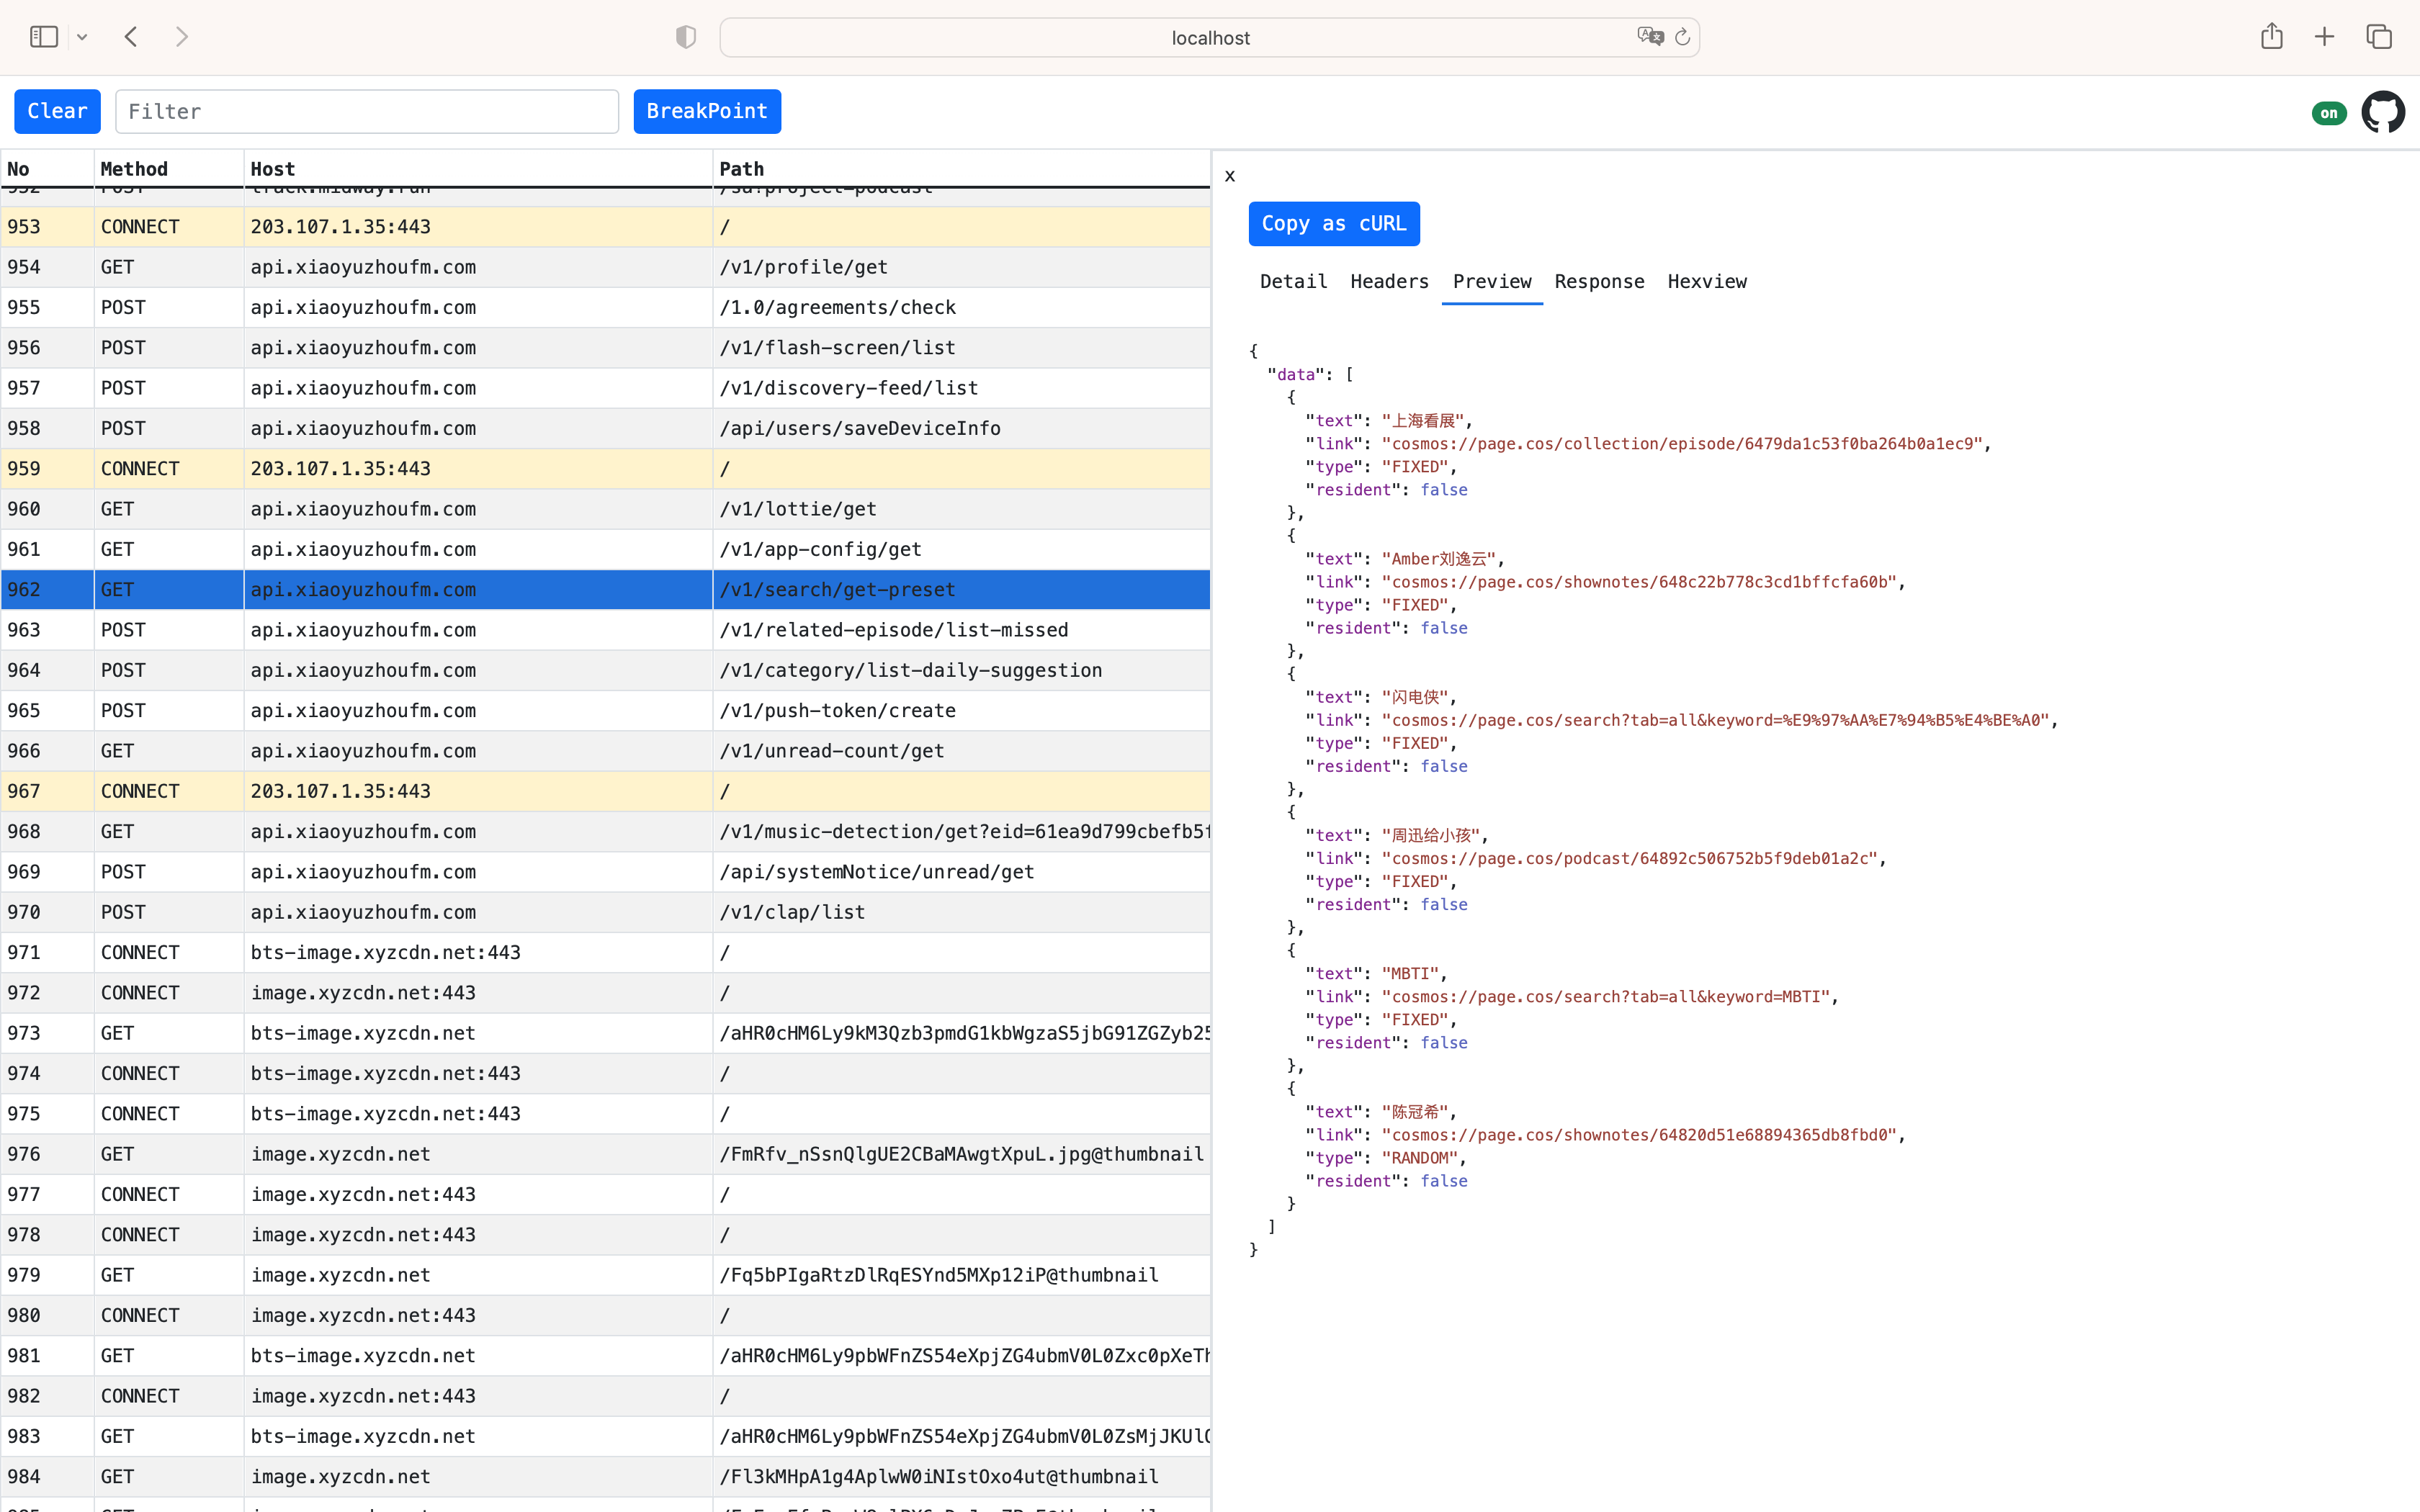 localhost
Clear Filter BreakPoint on
No Method Host Path
953 CONNECT 203.107.1.35:443 /
954 GET api.xiaoyuzhoufm.com /v1/profile/get
955 POST api.xiaoyuzhoufm.com /1.0/agreements/check
956 POST api.xiaoyuzhoufm.com /v1/flash-screen/list
957 POST api.xiaoyuzhoufm.com /v1/discovery-feed/list
958 POST api.xiaoyuzhoufm.com /api/users/saveDeviceInfo
959 CONNECT 203.107.1.35:443 /
960 GET api.xiaoyuzhoufm.com /v1/lottie/get
961 GET api.xiaoyuzhoufm.com /v1/app-config/get
962 GET api.xiaoyuzhoufm.com /v1/search/get-preset
963 POST api.xiaoyuzhoufm.com /v1/related-episode/list-missed
964 POST api.xiaoyuzhoufm.com /v1/category/list-daily-suggestion
965 POST api.xiaoyuzhoufm.com /v1/push-token/create
966 GET api.xiaoyuzhoufm.com /v1/unread-count/get
967 CONNECT 203.107.1.35:443 /
968 GET api.xiaoyuzhoufm.com /v1/music-detection/get?eid=61ea9d799cbefb5f
969 POST api.xiaoyuzhoufm.com /api/systemNotice/unread/get
970 POST api.xiaoyuzhoufm.com /v1/clap/list
971 CONNECT bts-image.xyzcdn.net:443 /
972 CONNECT image.xyzcdn.net:443 /
973 GET bts-image.xyzcdn.net /aHR0cHM6Ly9kM3Qzb3pmdG1kbWgzaS5jbG91ZGZyb25
974 CONNECT bts-image.xyzcdn.net:443 /
975 CONNECT bts-image.xyzcdn.net:443 /
976 GET image.xyzcdn.net /FmRfv_nSsnQlgUE2CBaMAwgtXpuL.jpg@thumbnail
977 CONNECT image.xyzcdn.net:443 /
978 CONNECT image.xyzcdn.net:443 /
979 GET image.xyzcdn.net /Fq5bPIgaRtzDlRqESYnd5MXp12iP@thumbnail
980 CONNECT image.xyzcdn.net:443 /
981 GET bts-image.xyzcdn.net /aHR0cHM6Ly9pbWFnZS54eXpjZG4ubmV0L0Zxc0pXeTh
982 CONNECT image.xyzcdn.net:443 /
983 GET bts-image.xyzcdn.net /aHR0cHM6Ly9pbWFnZS54eXpjZG4ubmV0L0ZsMjJKUlQ
984 GET image.xyzcdn.net /Fl3kMHpA1g4AplwW0iNIstOxo4ut@thumbnail
x
Copy as cURL
Detail Headers Preview Response Hexview
{
"data": [
{
"text": "上海看展",
"link": "cosmos://page.cos/collection/episode/6479da1c53f0ba264b0a1ec9",
"type": "FIXED",
"resident": false
},
{
"text": "Amber刘逸云",
"link": "cosmos://page.cos/shownotes/648c22b778c3cd1bffcfa60b",
"type": "FIXED",
"resident": false
},
{
"text": "闪电侠",
"link": "cosmos://page.cos/search?tab=all&keyword=%E9%97%AA%E7%94%B5%E4%BE%A0",
"type": "FIXED",
"resident": false
},
{
"text": "周迅给小孩",
"link": "cosmos://page.cos/podcast/64892c506752b5f9deb01a2c",
"type": "FIXED",
"resident": false
},
{
"text": "MBTI",
"link": "cosmos://page.cos/search?tab=all&keyword=MBTI",
"type": "FIXED",
"resident": false
},
{
"text": "陈冠希",
"link": "cosmos://page.cos/shownotes/64820d51e68894365db8fbd0",
"type": "RANDOM",
"resident": false
}
]
}